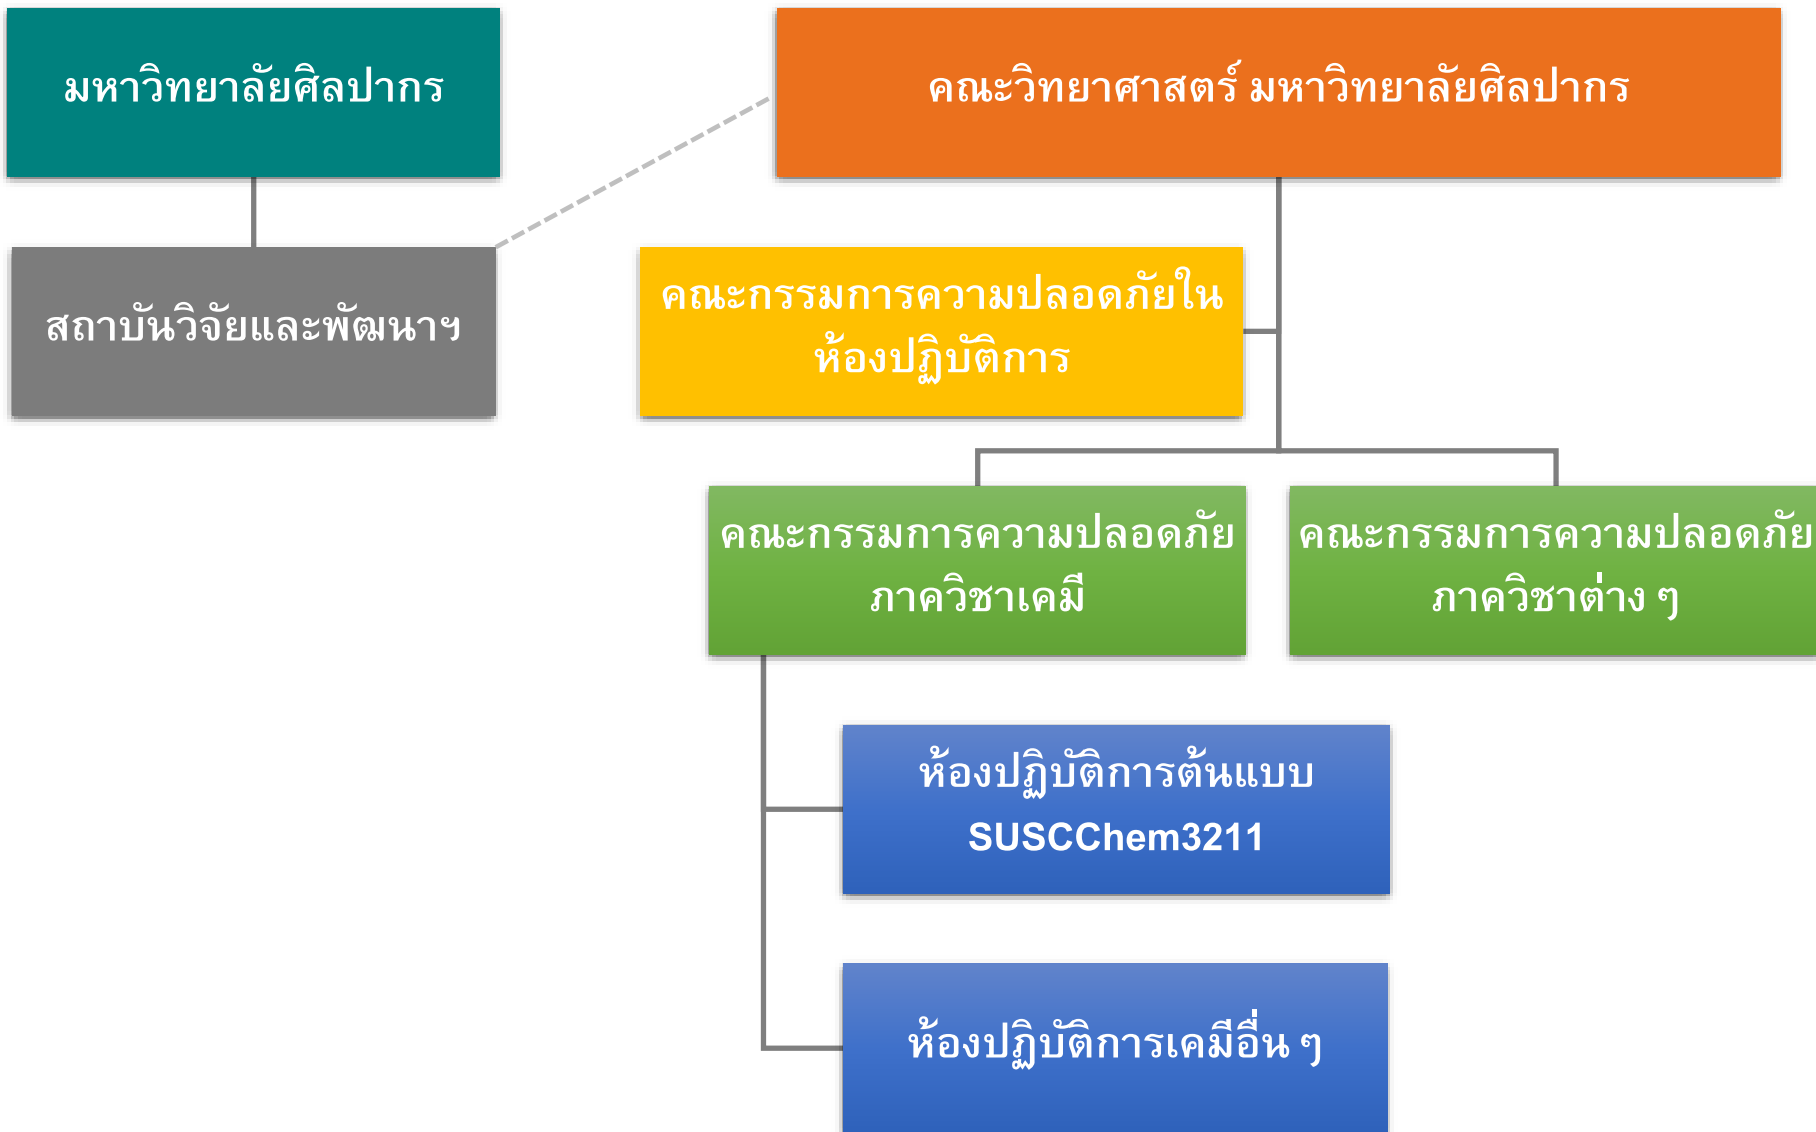 มหาวิทยาลัยศิลปากร
คณะวิทยาศาสตร์ มหาวิทยาลัยศิลปากร
สถาบันวิจัยและพัฒนาฯ
คณะกรรมการความปลอดภัยใน
ห้องปฏิบัติการ
คณะกรรมการความปลอดภัย
ภาควิชาเคมี
คณะกรรมการความปลอดภัย
ภาควิชาต่าง ๆ
ห้องปฏิบัติการต้นแบบ
SUSCChem3211
ห้องปฏิบัติการเคมีอื่น ๆ